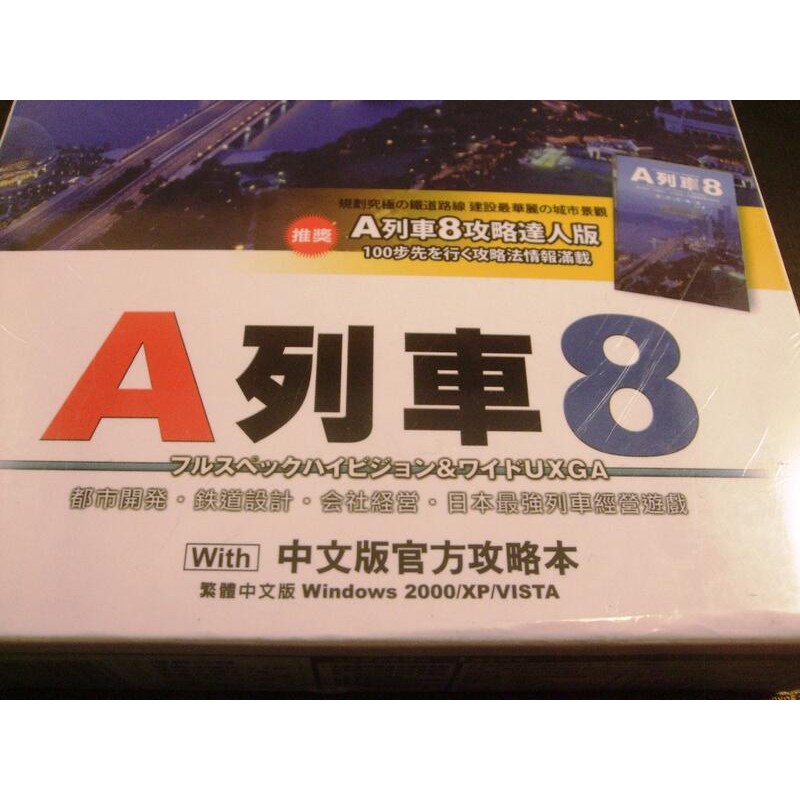 規劃究極の鐵道路線 建設最華麗の城市景觀
推獎 A列車8攻略達人版
100步先を行く攻略法情報滿載
A列車8
A列車8
フルスペックハイビジョン&ワイドUXGA
都市開発・鉄道設計・会社経営・日本最強列車經營遊戲
With 中文版官方攻略本
繁體中文版 Windows 2000/XP/VISTA